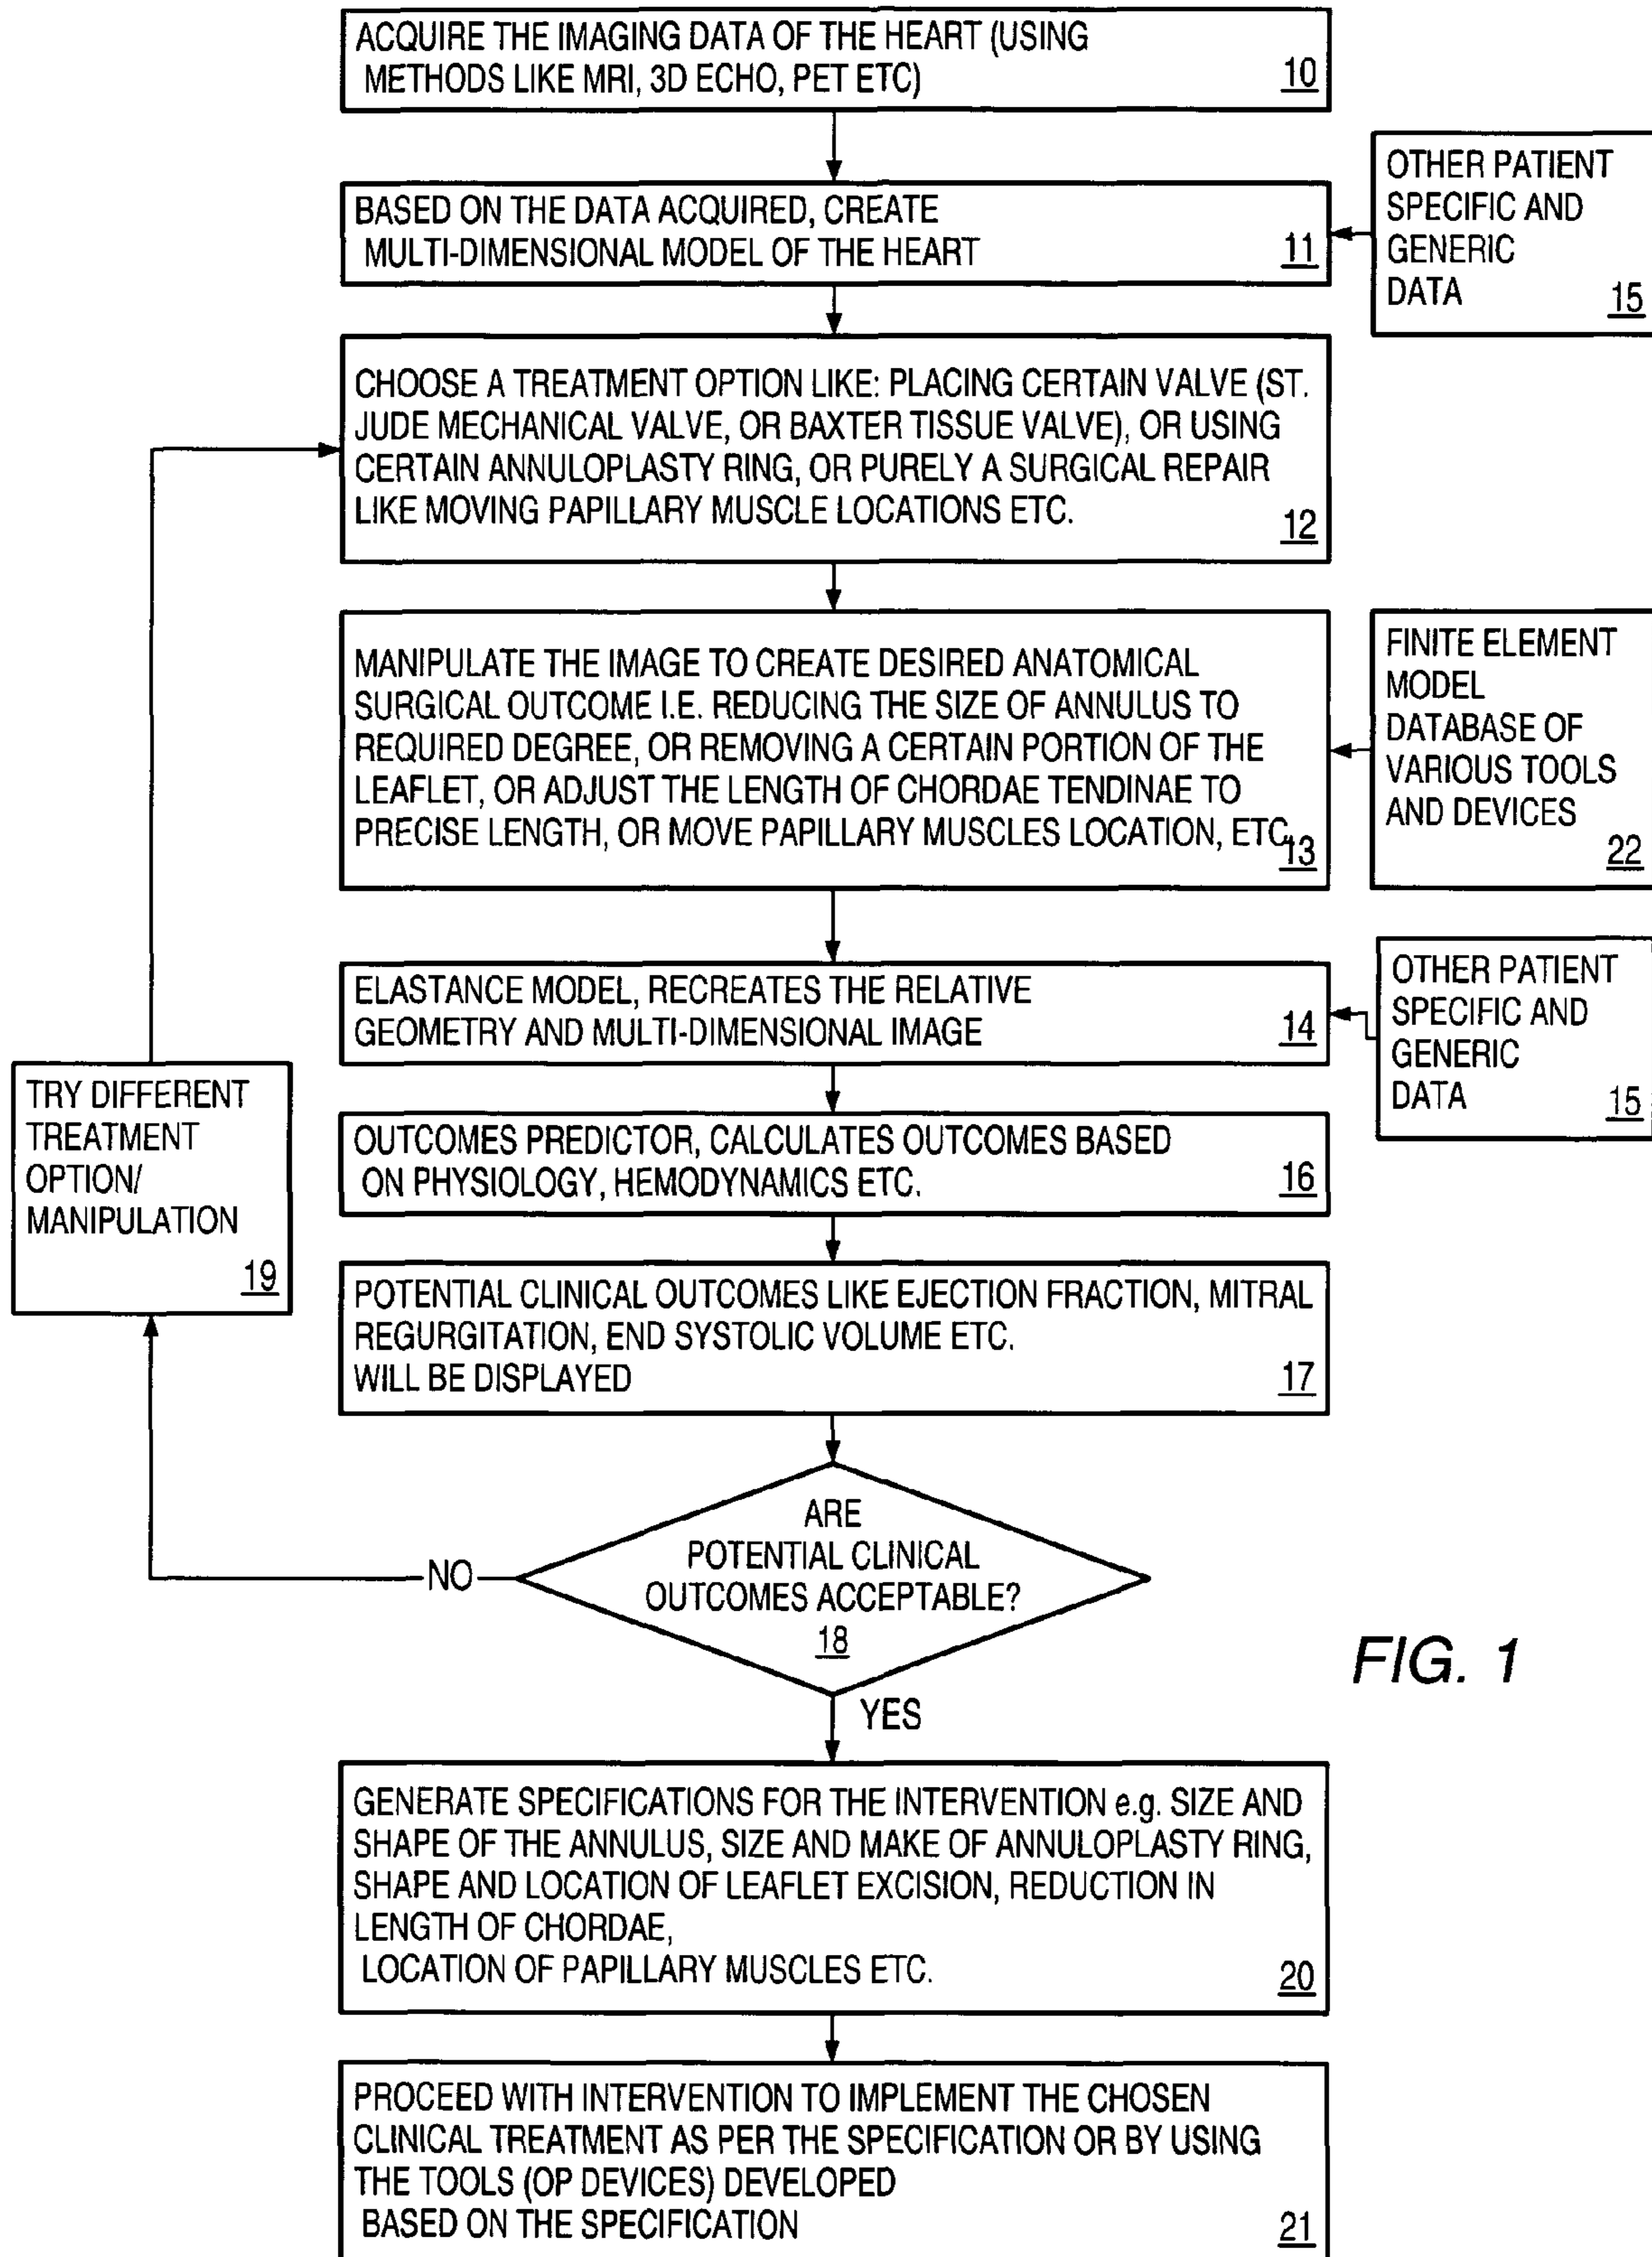 ACQUIRE THE IMAGING DATA OF THE HEART (USING
METHODS LIKE MRI, 3D ECHO, PET ETC)
10
BASED ON THE DATA ACQUIRED, CREATE
MULTI-DIMENSIONAL MODEL OF THE HEART
11
OTHER PATIENT
SPECIFIC AND
GENERIC
DATA
15
CHOOSE A TREATMENT OPTION LIKE: PLACING CERTAIN VALVE (ST.
JUDE MECHANICAL VALVE, OR BAXTER TISSUE VALVE), OR USING
CERTAIN ANNULOPLASTY RING, OR PURELY A SURGICAL REPAIR
LIKE MOVING PAPILLARY MUSCLE LOCATIONS ETC.
12
MANIPULATE THE IMAGE TO CREATE DESIRED ANATOMICAL
SURGICAL OUTCOME I.E. REDUCING THE SIZE OF ANNULUS TO
REQUIRED DEGREE, OR REMOVING A CERTAIN PORTION OF THE
LEAFLET, OR ADJUST THE LENGTH OF CHORDAE TENDINAE TO
PRECISE LENGTH, OR MOVE PAPILLARY MUSCLES LOCATION, ETC.
13
FINITE ELEMENT
MODEL
DATABASE OF
VARIOUS TOOLS
AND DEVICES
22
ELASTANCE MODEL, RECREATES THE RELATIVE
GEOMETRY AND MULTI-DIMENSIONAL IMAGE
14
OTHER PATIENT
SPECIFIC AND
GENERIC
DATA
15
TRY DIFFERENT
TREATMENT
OPTION/
MANIPULATION
19
OUTCOMES PREDICTOR, CALCULATES OUTCOMES BASED
ON PHYSIOLOGY, HEMODYNAMICS ETC.
16
POTENTIAL CLINICAL OUTCOMES LIKE EJECTION FRACTION, MITRAL
REGURGITATION, END SYSTOLIC VOLUME ETC.
WILL BE DISPLAYED
17
ARE
POTENTIAL CLINICAL
OUTCOMES ACCEPTABLE?
18
NO
YES
FIG. 1
GENERATE SPECIFICATIONS FOR THE INTERVENTION e.g. SIZE AND
SHAPE OF THE ANNULUS, SIZE AND MAKE OF ANNULOPLASTY RING,
SHAPE AND LOCATION OF LEAFLET EXCISION, REDUCTION IN
LENGTH OF CHORDAE,
LOCATION OF PAPILLARY MUSCLES ETC.
20
PROCEED WITH INTERVENTION TO IMPLEMENT THE CHOSEN
CLINICAL TREATMENT AS PER THE SPECIFICATION OR BY USING
THE TOOLS (OP DEVICES) DEVELOPED
BASED ON THE SPECIFICATION
21